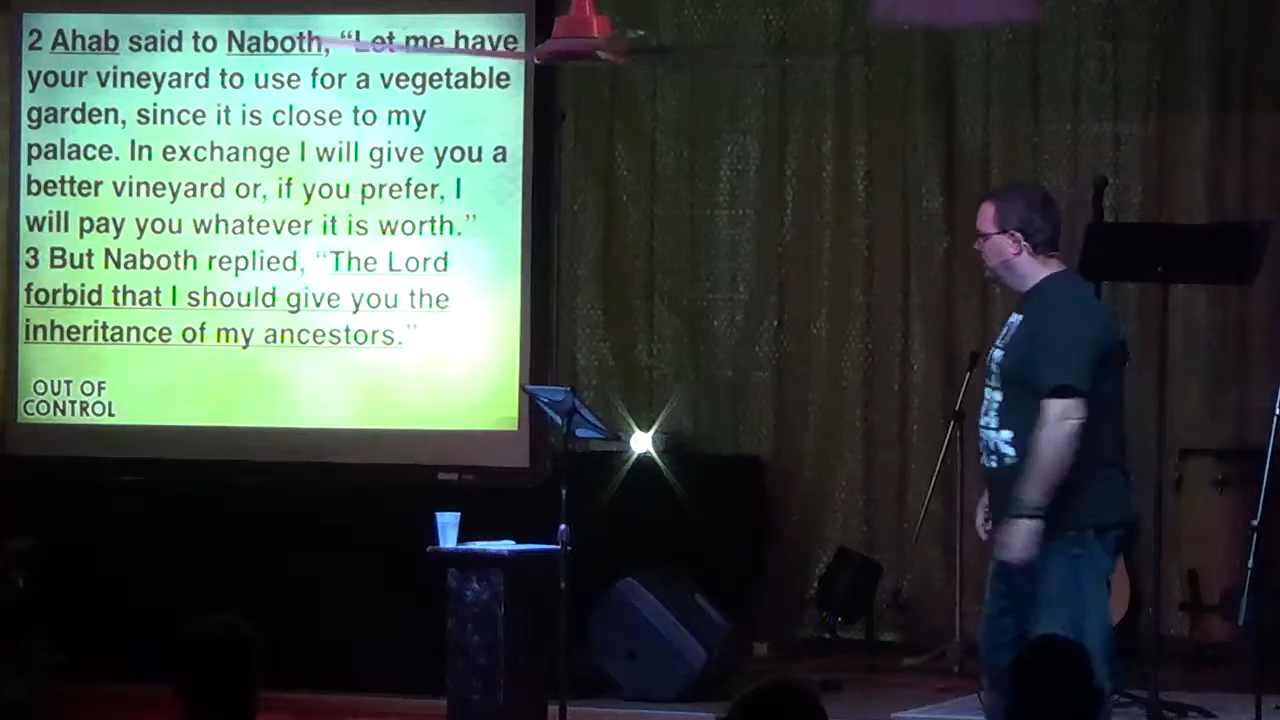 2 Ahab said to Naboth, “Let me have
your vineyard to use for a vegetable
garden, since it is close to my
palace. In exchange I will give you a
better vineyard or, if you prefer, I
will pay you whatever it is worth.”
3 But Naboth replied, “The Lord
forbid that I should give you the
inheritance of my ancestors.”
OUT OF
CONTROL